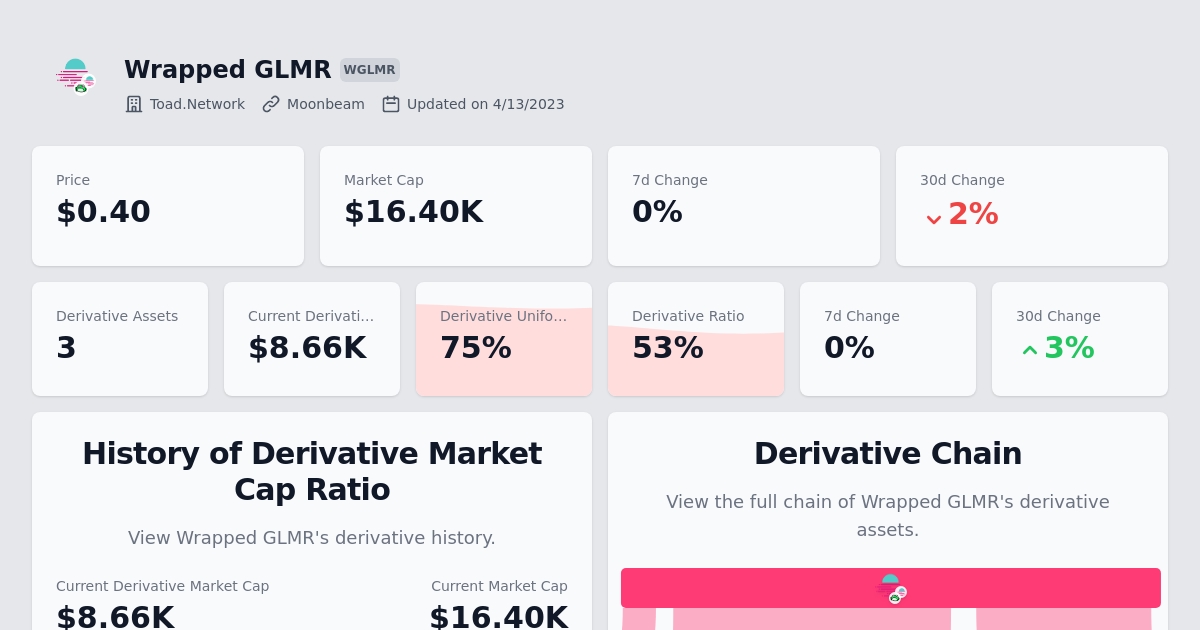 Wrapped GLMR WGLMR
Toad.Network Moonbeam Updated on 4/13/2023
Price
$0.40
Market Cap
$16.40K
7d Change
0%
30d Change
2%
Derivative Assets
3
Current Derivati...
$8.66K
Derivative Unifo...
75%
Derivative Ratio
53%
7d Change
0%
30d Change
3%
History of Derivative Market
Cap Ratio
View Wrapped GLMR's derivative history.
Current Derivative Market Cap
$8.66K
Current Market Cap
$16.40K
Derivative Chain
View the full chain of Wrapped GLMR's derivative
assets.